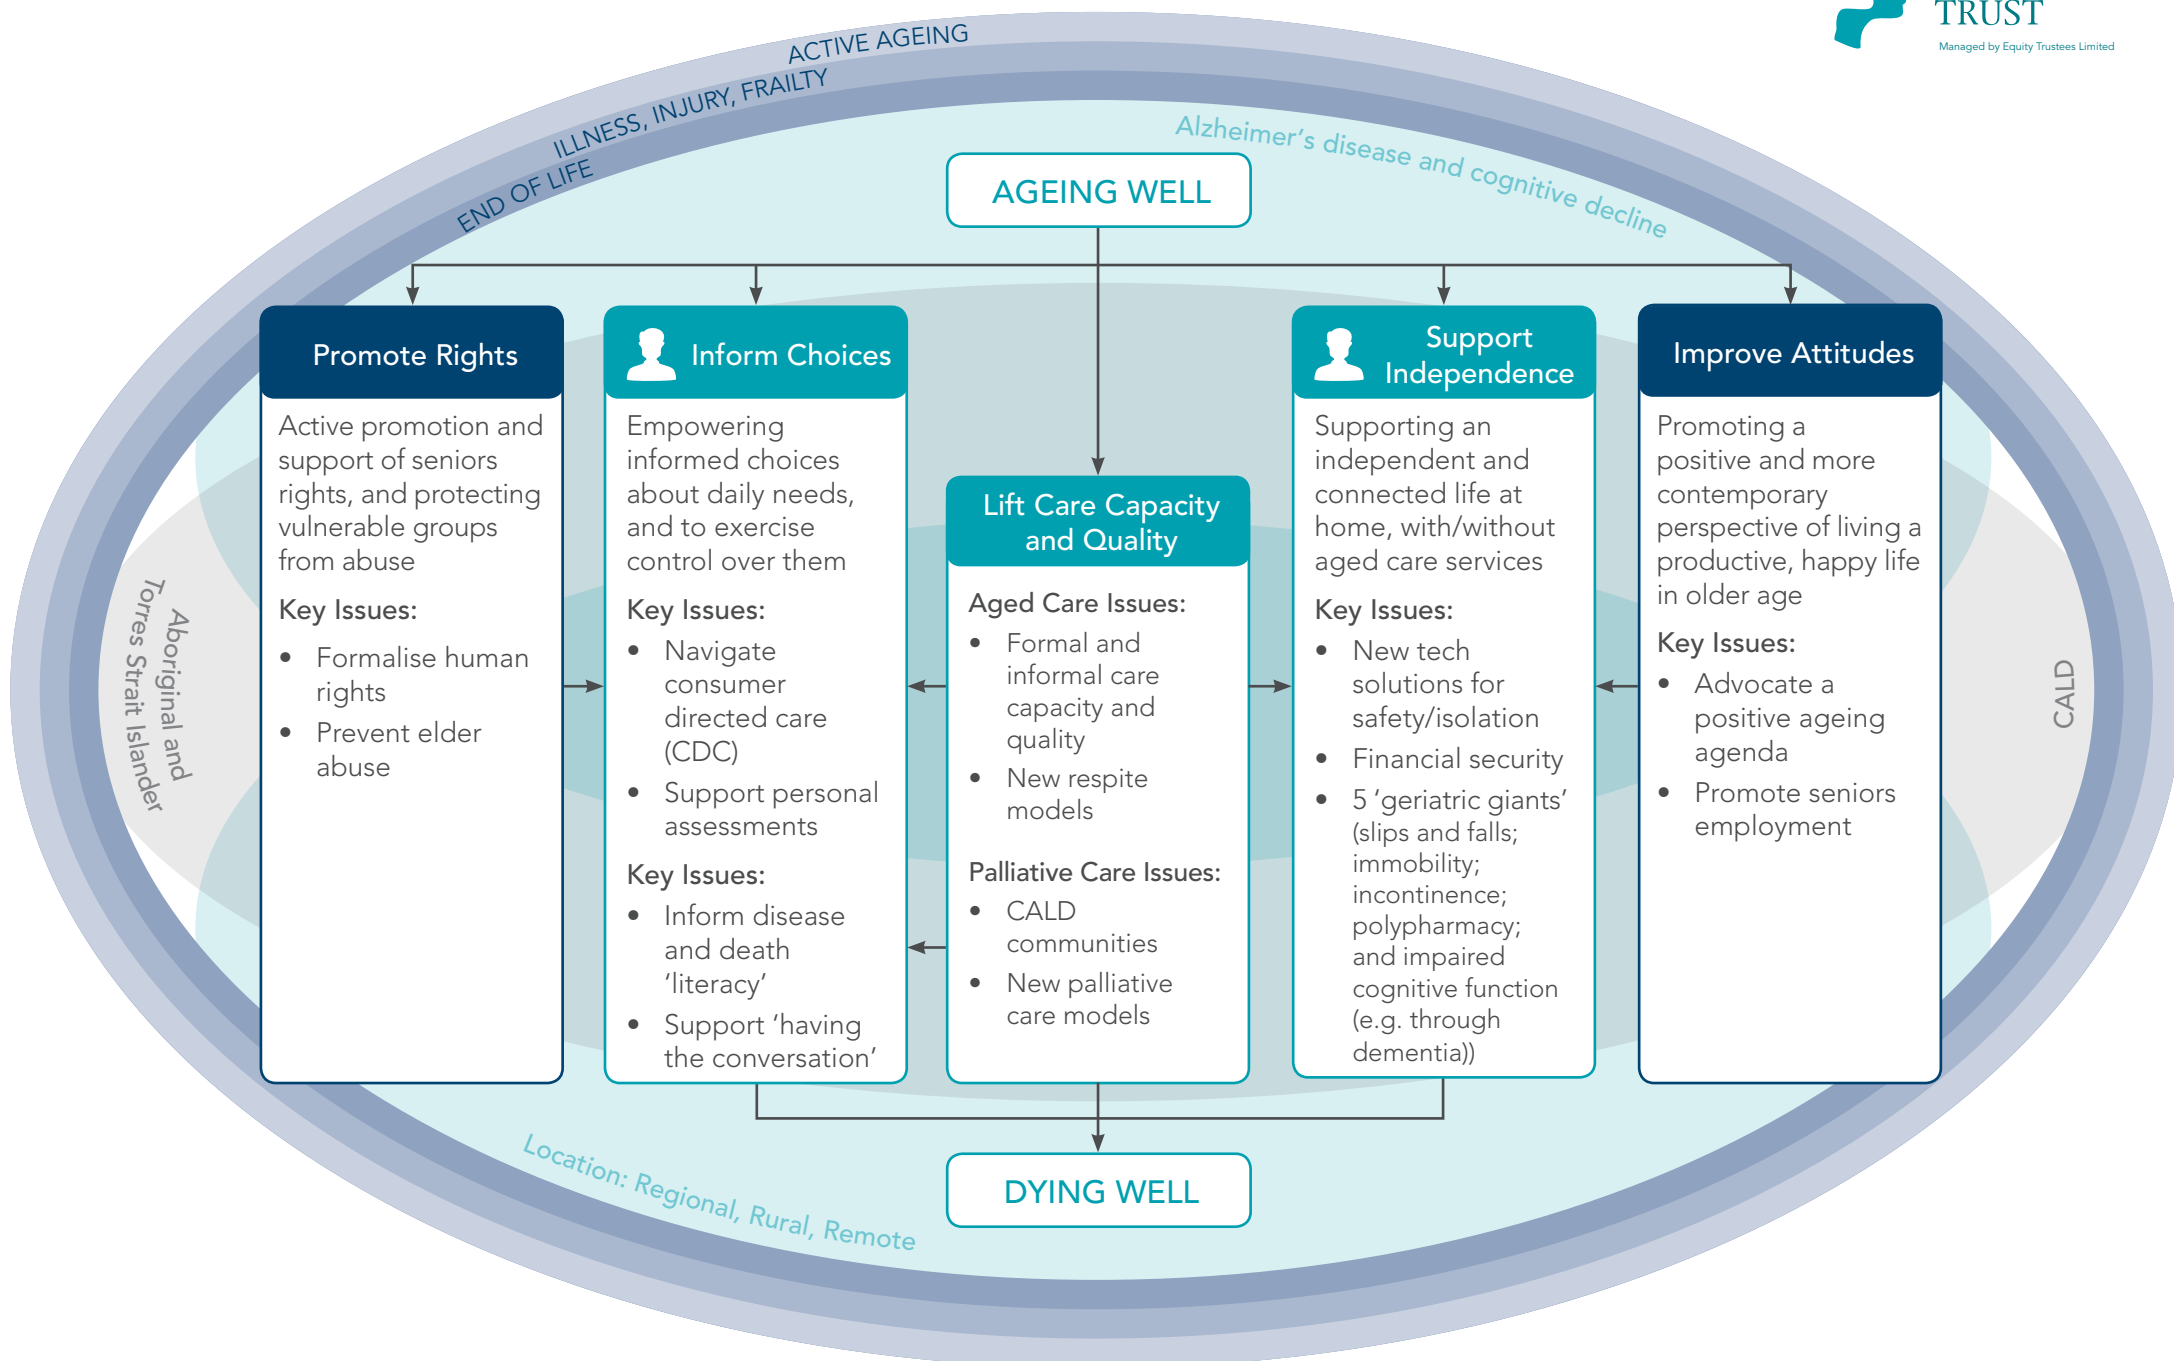 TRUST
Managed by Equity Trustees Limited
ACTIVE AGEING
ILLNESS, INJURY, FRAILTY
END OF LIFE
Alzheimer's disease and cognitive decline
AGEING WELL
Promote Rights
Active promotion and
support of seniors
rights, and protecting
vulnerable groups
from abuse
Key Issues:
• Formalise human
rights
• Prevent elder
abuse
Inform Choices
Empowering
informed choices
about daily needs,
and to exercise
control over them
Key Issues:
• Navigate
consumer
directed care
(CDC)
• Support personal
assessments
Key Issues:
• Inform disease
and death
‘literacy’
• Support ‘having
the conversation’
Lift Care Capacity
and Quality
Aged Care Issues:
• Formal and
informal care
capacity and
quality
• New respite
models
Palliative Care Issues:
• CALD
communities
• New palliative
care models
Support
Independence
Supporting an
independent and
connected life at
home, with/without
aged care services
Key Issues:
• New tech
solutions for
safety/isolation
• Financial security
• 5 ‘geriatric giants’
(slips and falls;
immobility;
incontinence;
polypharmacy;
and impaired
cognitive function
(e.g. through
dementia))
Improve Attitudes
Promoting a
positive and more
contemporary
perspective of living a
productive, happy life
in older age
Key Issues:
• Advocate a
positive ageing
agenda
• Promote seniors
employment
Aboriginal and
Torres Strait Islander
CALD
Location: Regional, Rural, Remote
DYING WELL